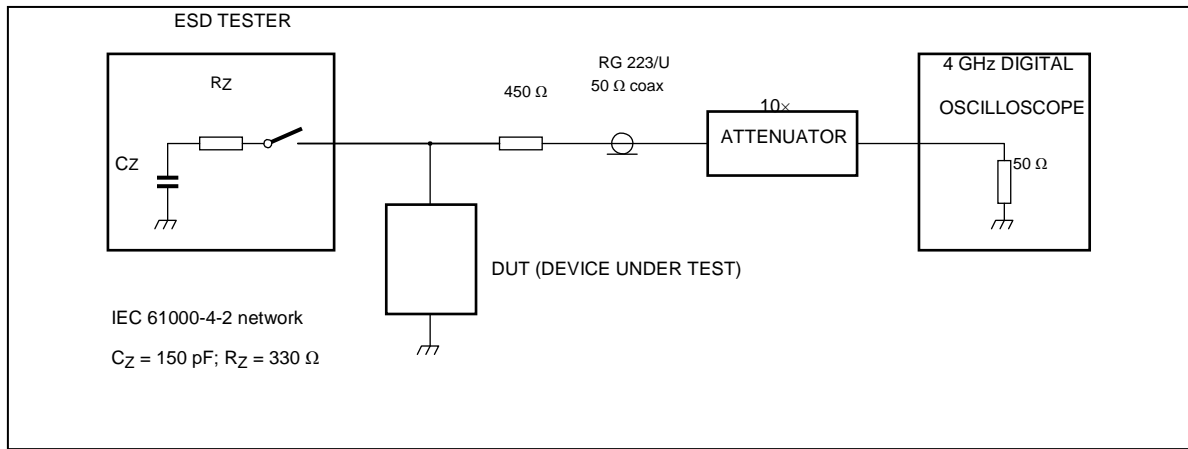 ESD TESTER
RZ
CZ
450 Ω
RG 223/U
50 Ω coax
10×
ATTENUATOR
4 GHz DIGITAL
OSCILLOSCOPE
50 Ω
DUT (DEVICE UNDER TEST)
IEC 61000-4-2 network
CZ = 150 pF; RZ = 330 Ω